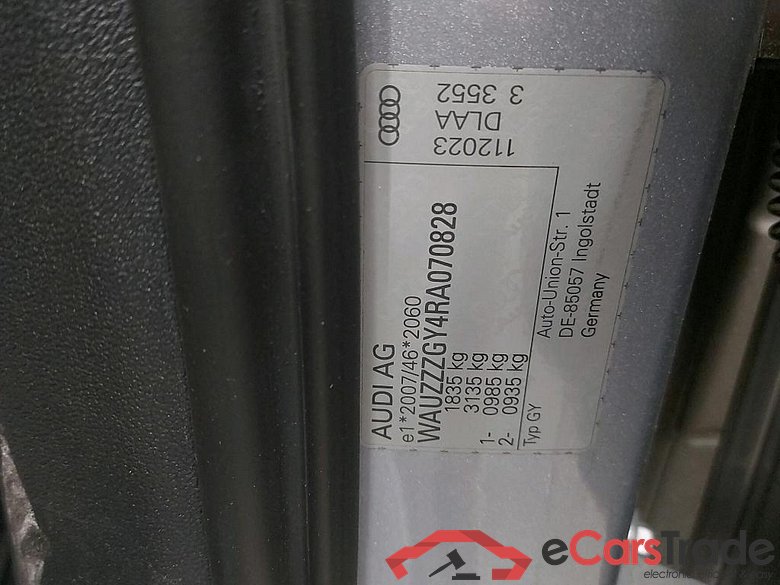 AUDI AG
e1*2007/46*2060
WAUZZZGY4RA070828
1835 kg
3135 kg
1- 0985 kg
2- 0935 kg
Typ GY
Auto-Union-Str. 1
DE-85057 Ingolstadt
Germany
112023
DLAA
3 3552
eCarsTrade